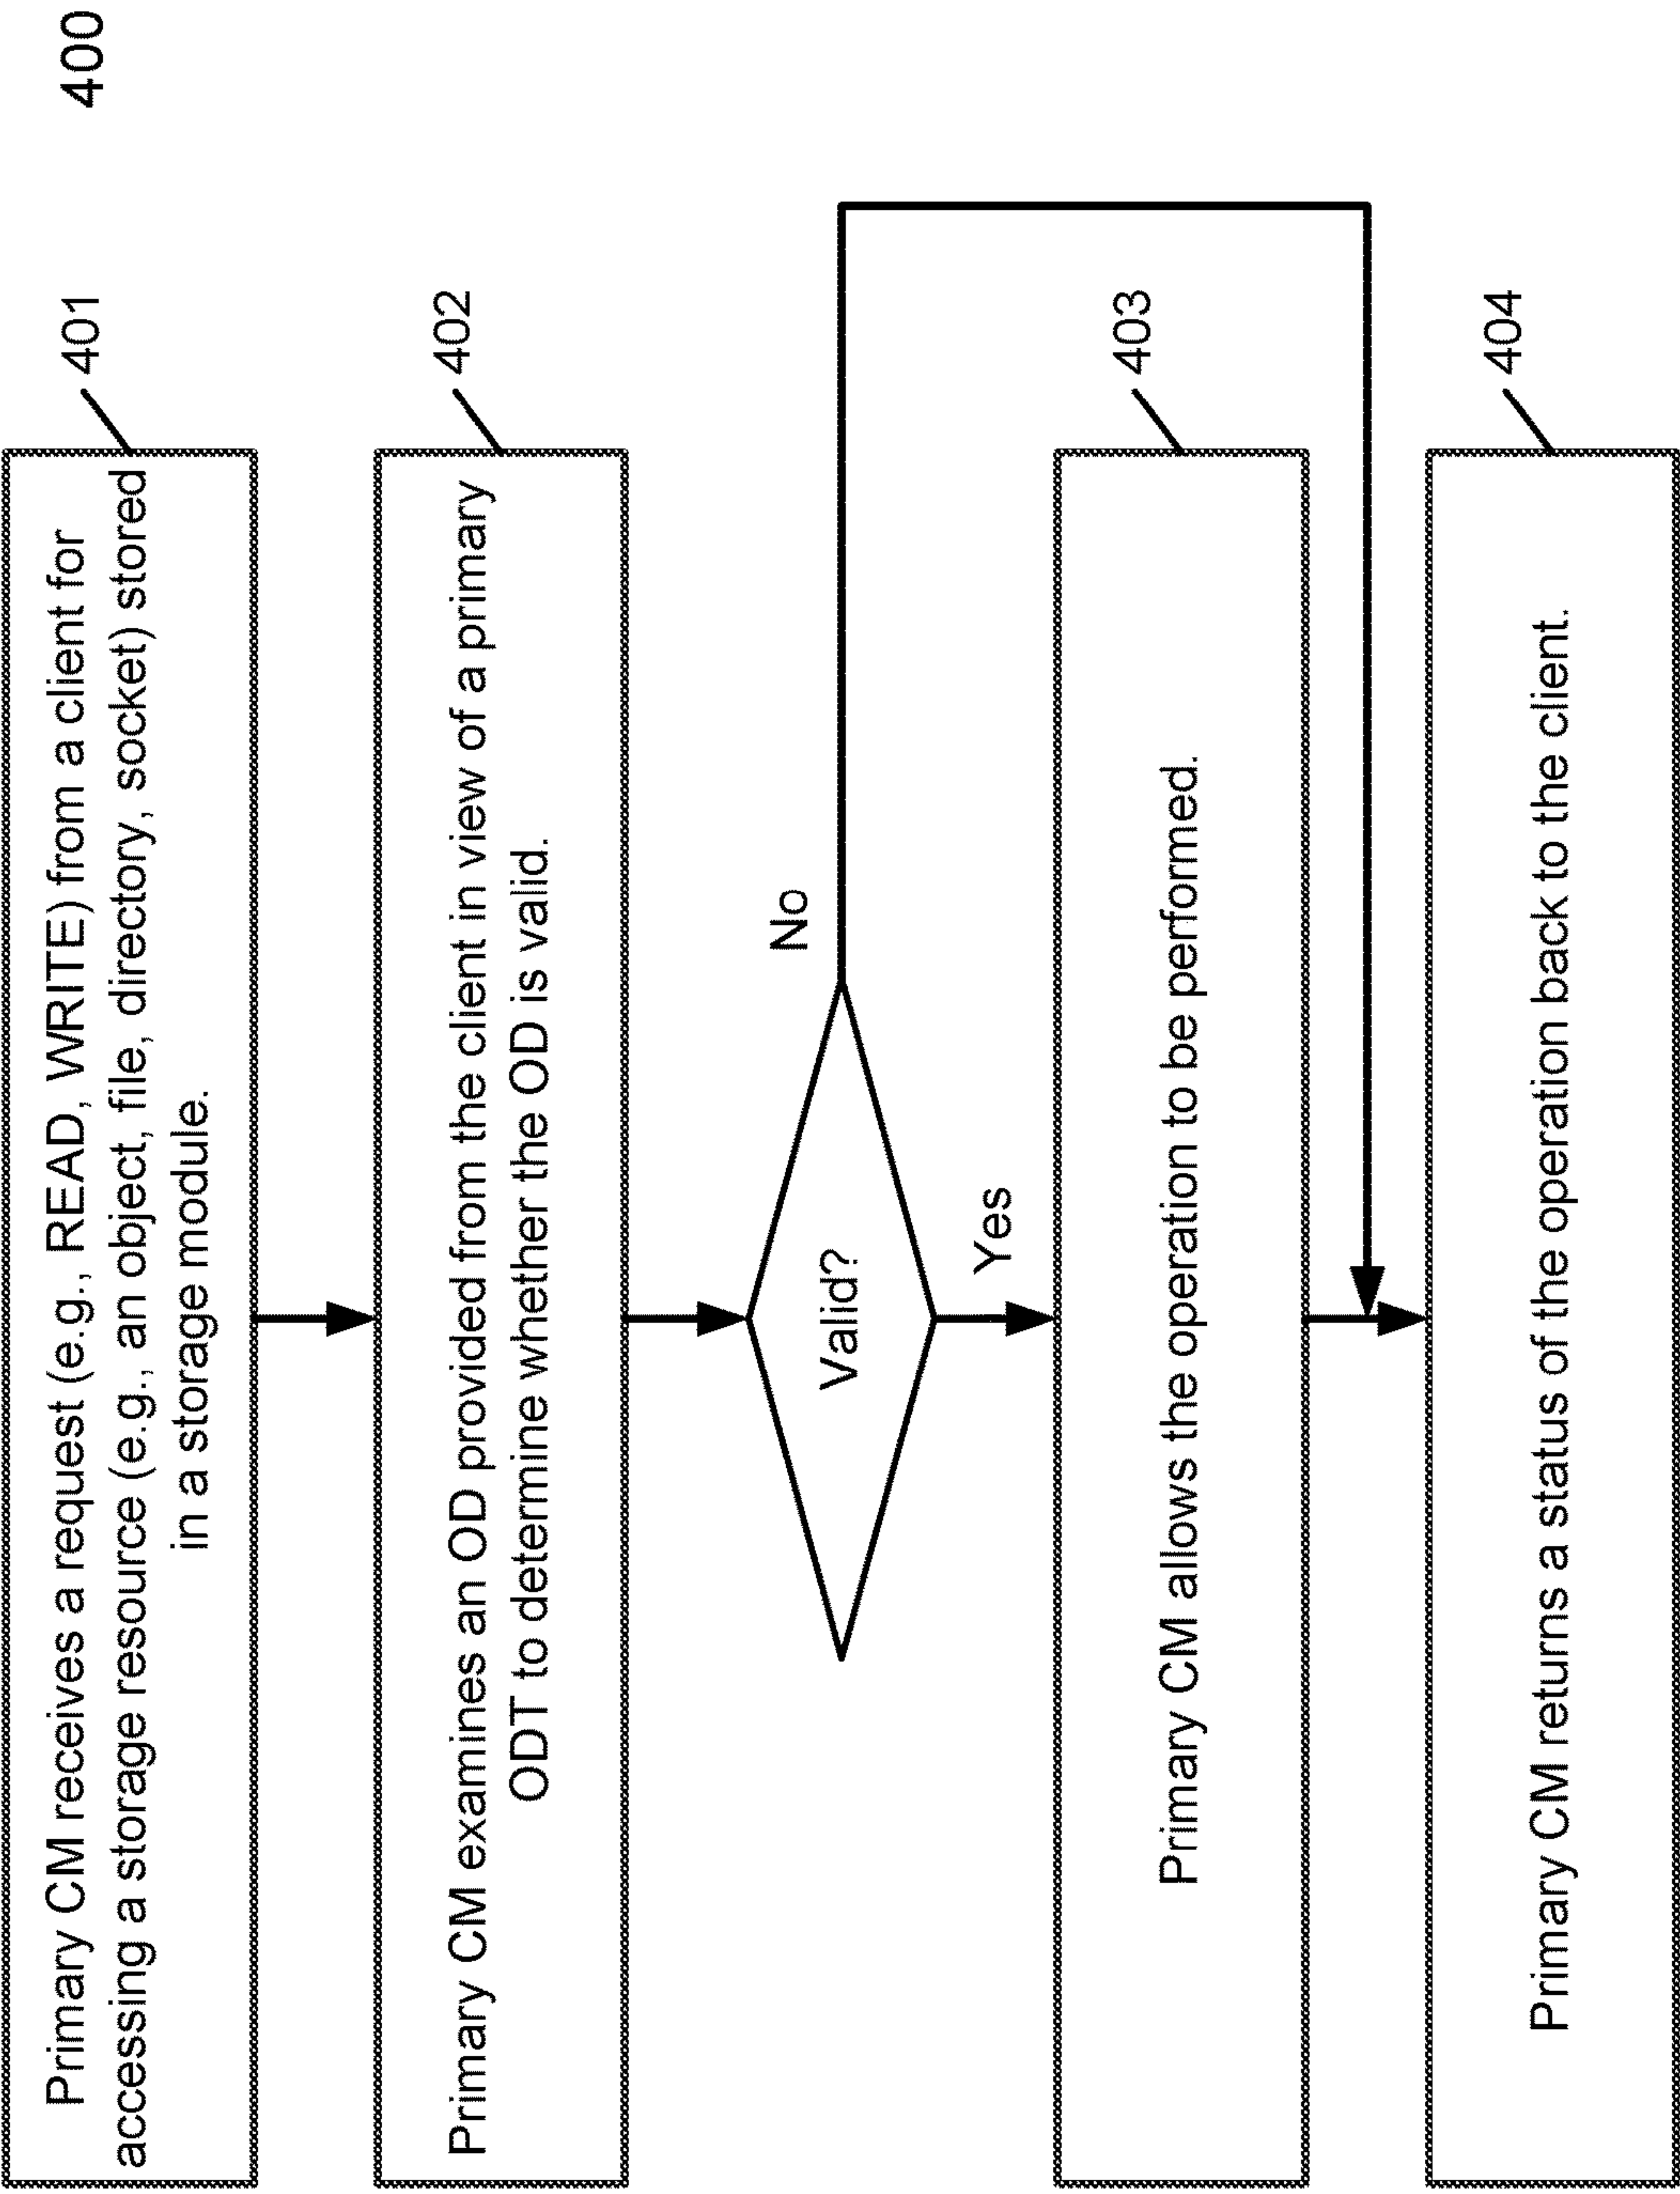 400
Primary CM receives a request (e.g., READ, WRITE) from a client for
accessing a storage resource (e.g., an object, file, directory, socket) stored
in a storage module.
401
Primary CM examines an OD provided from the client in view of a primary
ODT to determine whether the OD is valid.
402
Valid?
No
Yes
Primary CM allows the operation to be performed.
403
Primary CM returns a status of the operation back to the client.
404